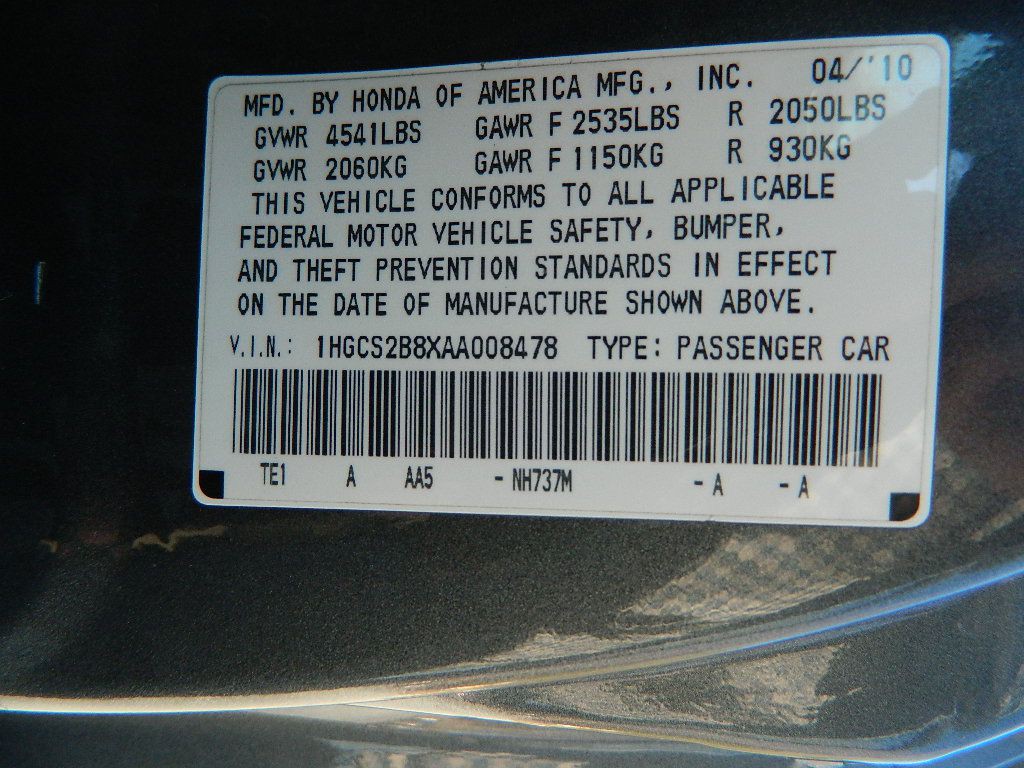 MFD. BY HONDA OF AMERICA MFG., INC. 04/'10
GVWR 4541LBS GAWR F 2535LBS R 2050LBS
GVWR 2060KG GAWR F 1150KG R 930KG
THIS VEHICLE CONFORMS TO ALL APPLICABLE
FEDERAL MOTOR VEHICLE SAFETY, BUMPER,
AND THEFT PREVENTION STANDARDS IN EFFECT
ON THE DATE OF MANUFACTURE SHOWN ABOVE.
V.I.N.: 1HGCS2B8XAA008478 TYPE: PASSENGER CAR
TE1 A AA5 -NH737M -A -A